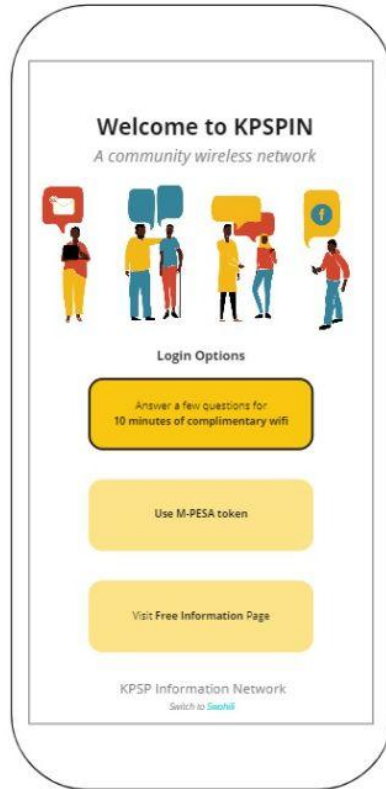 Welcome to KPSPIN
A community wireless network
f
Login Options
Answer a few questions for
10 minutes of complimentary wifi
Use M-PESA token
Visit Free Information Page
KPSP Information Network
Switch to Swahili